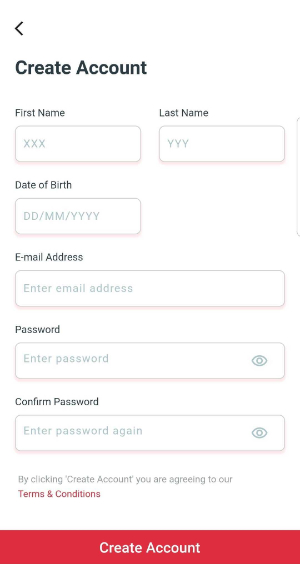 Create Account
First Name
Last Name
XXX
YYY
Date of Birth
DD/MM/YYYY
E-mail Address
Enter email address
Password
Enter password
Confirm Password
Enter password again
By clicking 'Create Account' you are agreeing to our
Terms & Conditions
Create Account